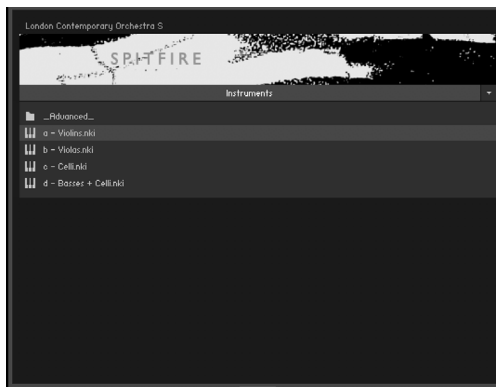 London Contemporary Orchestra S
SPITFIRE
Instruments
_Advanced_
a - Violins.nki
b - Violas.nki
c - Celli.nki
d - Basses + Celli.nki